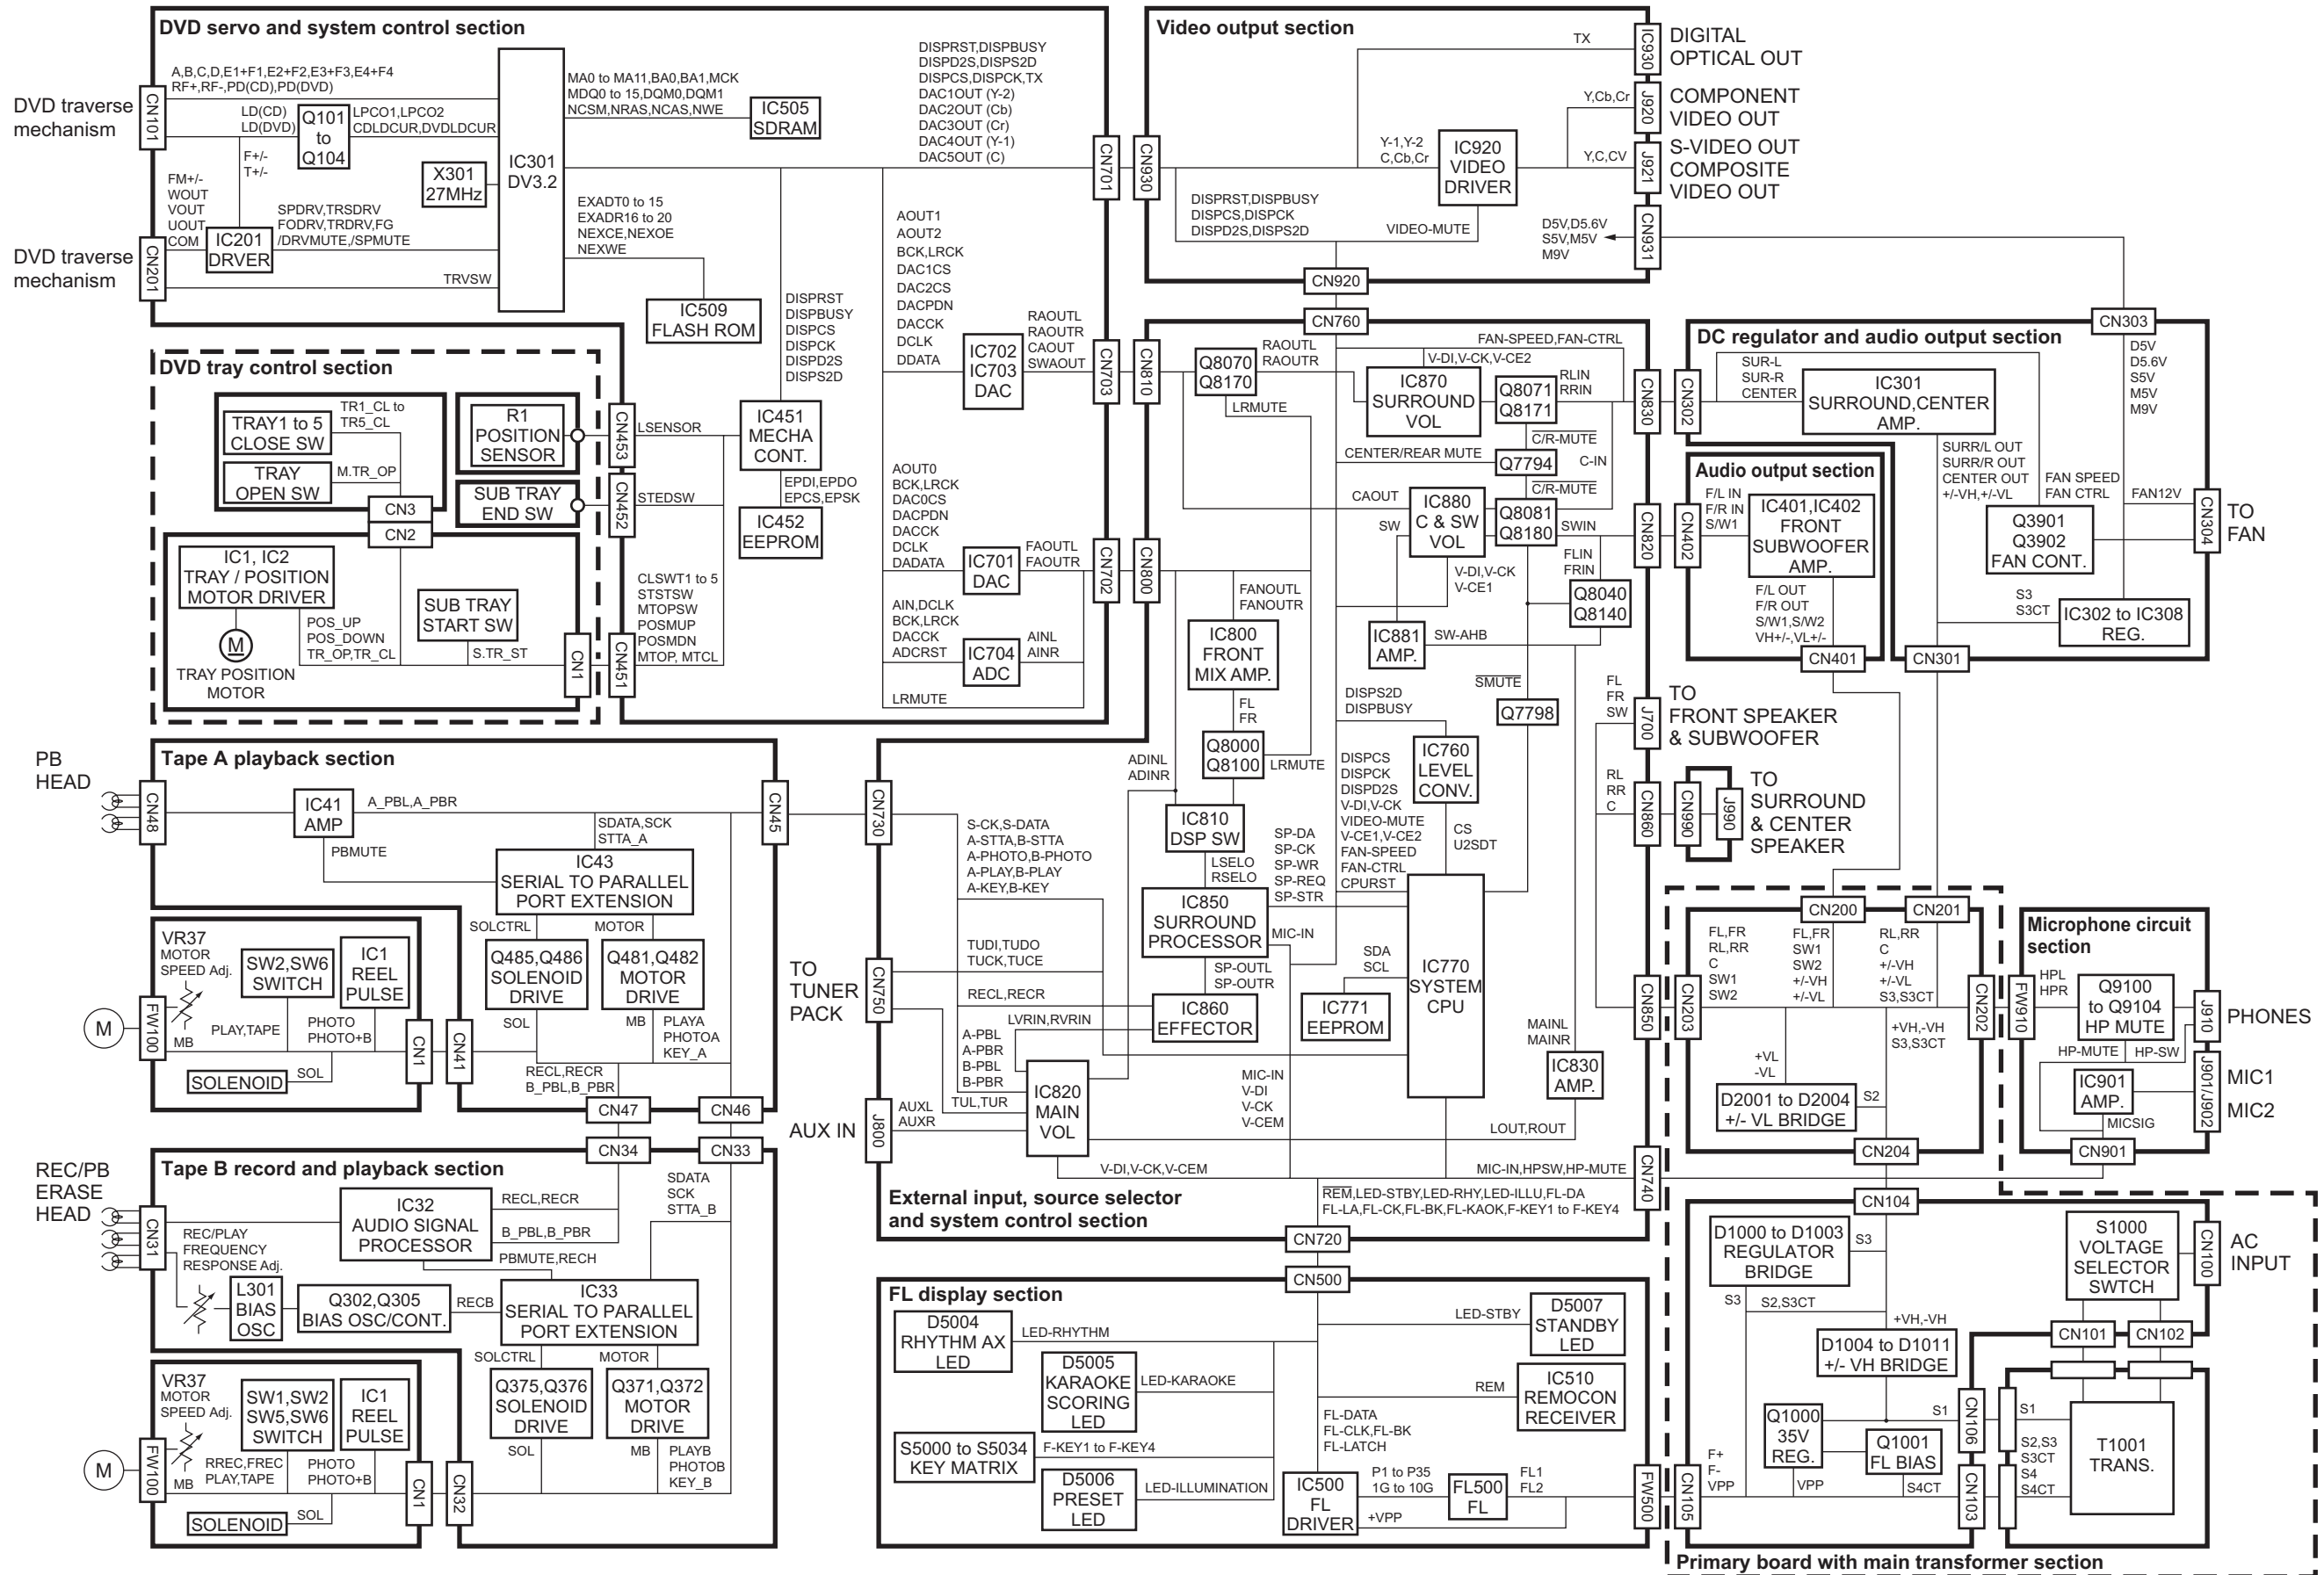 DVD servo and system control section
DVD traverse
mechanism
CN101
A,B,C,D,E1+F1,E2+F2,E3+F3,E4+F4
RF+,RF-,PD(CD),PD(DVD)
LD(CD)
LD(DVD)
Q101
to
Q104
LPCO1,LPCO2
CDLDCUR,DVDLDCUR
F+/-
T+/-
X301
27MHz
IC301
DV3.2
FM+/-
WOUT
VOUT
UOUT
COM
IC201
DRVER
SPDRV,TRSDRV
FODRV,TRDRV,FG
/DRVMUTE,/SPMUTE
DVD traverse
mechanism
CN201
TRVSW
MA0 to MA11,BA0,BA1,MCK
MDQ0 to 15,DQM0,DQM1
NCSM,NRAS,NCAS,NWE
IC505
SDRAM
EXADT0 to 15
EXADR16 to 20
NEXCE,NEXOE
NEXWE
IC509
FLASH ROM
DISPRST,DISPBUSY
DISPD2S,DISPS2D
DISPCS,DISPCK,TX
DAC1OUT (Y-2)
DAC2OUT (Cb)
DAC3OUT (Cr)
DAC4OUT (Y-1)
DAC5OUT (C)
CN701
DISPRST
DISPBUSY
DISPCS
DISPCK
DISPD2S
DISPS2D
AOUT1
AOUT2
BCK,LRCK
DAC1CS
DAC2CS
DACPDN
DACCK
DCLK
DDATA
IC702
IC703
DAC
RAOUTL
RAOUTR
CAOUT
SWAOUT
CN703
IC451
MECHA
CONT.
EPDI,EPDO
EPCS,EPSK
IC452
EEPROM
AOUT0
BCK,LRCK
DAC0CS
DACPDN
DACCK
DCLK
DADATA
IC701
DAC
FAOUTL
FAOUTR
CN702
AIN,DCLK
BCK,LRCK
DACCK
ADCRST
IC704
ADC
AINL
AINR
LRMUTE
CN453
LSENSOR
CN452
STEDSW
CLSWT1 to 5
STSTSW
MTOPSW
POSMUP
POSMDN
MTOP, MTCL
CN451
DVD tray control section
TRAY1 to 5
CLOSE SW
TR1_CL to
TR5_CL
TRAY
OPEN SW
M.TR_OP
CN3
CN2
R1
POSITION
SENSOR
SUB TRAY
END SW
IC1, IC2
TRAY / POSITION
MOTOR DRIVER
M
TRAY POSITION
MOTOR
POS_UP
POS_DOWN
TR_OP,TR_CL
SUB TRAY
START SW
S.TR_ST
CN1
Video output section
CN930
TX
IC930
DIGITAL
OPTICAL OUT
Y,Cb,Cr
J920
COMPONENT
VIDEO OUT
Y-1,Y-2
C,Cb,Cr
IC920
VIDEO
DRIVER
Y,C,CV
J921
S-VIDEO OUT
COMPOSITE
VIDEO OUT
DISPRST,DISPBUSY
DISPCS,DISPCK
DISPD2S,DISPS2D
VIDEO-MUTE
D5V,D5.6V
S5V,M5V
M9V
CN931
CN920
CN760
CN810
Q8070
Q8170
RAOUTL
RAOUTR
LRMUTE
FAN-SPEED,FAN-CTRL
V-DI,V-CK,V-CE2
IC870
SURROUND
VOL
Q8071
Q8171
RLIN
RRIN
CN830
C/R-MUTE
CENTER/REAR MUTE
Q7794
C-IN
C/R-MUTE
CAOUT
SW
IC880
C & SW
VOL
Q8081
Q8180
SWIN
CN820
V-DI,V-CK
V-CE1
FLIN
FRIN
Q8040
Q8140
IC881
AMP.
SW-AHB
CN800
FANOUTL
FANOUTR
IC800
FRONT
MIX AMP.
FL
FR
Q8000
Q8100
LRMUTE
ADINL
ADINR
IC810
DSP SW
LSELO
RSELO
IC850
SURROUND
PROCESSOR
SP-DA
SP-CK
SP-WR
SP-REQ
SP-STR
MIC-IN
SP-OUTL
SP-OUTR
IC860
EFFECTOR
DISPS2D
DISPBUSY
SMUTE
Q7798
DISPCS
DISPCK
DISPD2S
V-DI,V-CK
VIDEO-MUTE
V-CE1,V-CE2
FAN-SPEED
FAN-CTRL
CPURST
IC760
LEVEL
CONV.
CS
U2SDT
SDA
SCL
IC771
EEPROM
IC770
SYSTEM
CPU
MAINL
MAINR
IC830
AMP.
FL
FR
SW
J700
TO
FRONT SPEAKER
& SUBWOOFER
RL
RR
C
CN860
CN990
J990
TO
SURROUND
& CENTER
SPEAKER
CN850
CN730
S-CK,S-DATA
A-STTA,B-STTA
A-PHOTO,B-PHOTO
A-PLAY,B-PLAY
A-KEY,B-KEY
TO
TUNER
PACK
CN750
TUDI,TUDO
TUCK,TUCE
RECL,RECR
LVRIN,RVRIN
A-PBL
A-PBR
B-PBL
B-PBR
TUL,TUR
IC820
MAIN
VOL
AUX IN
J800
AUXL
AUXR
MIC-IN
V-DI
V-CK
V-CEM
LOUT,ROUT
V-DI,V-CK,V-CEM
MIC-IN,HPSW,HP-MUTE
CN740
External input, source selector
and system control section
REM,LED-STBY,LED-RHY,LED-ILLU,FL-DA
FL-LA,FL-CK,FL-BK,FL-KAOK,F-KEY1 to F-KEY4
CN720
DC regulator and audio output section
CN303
CN302
SUR-L
SUR-R
CENTER
IC301
SURROUND,CENTER
AMP.
D5V
D5.6V
S5V
M5V
M9V
SURR/L OUT
SURR/R OUT
CENTER OUT
+/-VH,+/-VL
FAN SPEED
FAN CTRL
FAN12V
CN304
TO
FAN
Q3901
Q3902
FAN CONT.
S3
S3CT
IC302 to IC308
REG.
CN301
Audio output section
CN402
F/L IN
F/R IN
S/W1
IC401,IC402
FRONT
SUBWOOFER
AMP.
F/L OUT
F/R OUT
S/W1,S/W2
VH+/-,VL+/-
CN401
Tape A playback section
PB
HEAD
CN48
IC41
AMP
A_PBL,A_PBR
PBMUTE
SDATA,SCK
STTA_A
IC43
SERIAL TO PARALLEL
PORT EXTENSION
CN45
SOLCTRL
MOTOR
Q485,Q486
SOLENOID
DRIVE
Q481,Q482
MOTOR
DRIVE
SOL
MB
PLAYA
PHOTOA
KEY_A
RECL,RECR
B_PBL,B_PBR
CN47
CN46
VR37
MOTOR
SPEED Adj.
SW2,SW6
SWITCH
IC1
REEL
PULSE
M
FW100
MB
PLAY,TAPE
PHOTO
PHOTO+B
SOLENOID
SOL
CN1
CN41
CN34
CN33
Tape B record and playback section
REC/PB
ERASE
HEAD
CN31
IC32
AUDIO SIGNAL
PROCESSOR
RECL,RECR
B_PBL,B_PBR
SDATA
SCK
STTA_B
REC/PLAY
FREQUENCY
RESPONSE Adj.
PBMUTE,RECH
L301
BIAS
OSC
Q302,Q305
BIAS OSC/CONT.
RECB
IC33
SERIAL TO PARALLEL
PORT EXTENSION
SOLCTRL
MOTOR
Q375,Q376
SOLENOID
DRIVE
Q371,Q372
MOTOR
DRIVE
SOL
MB
PLAYB
PHOTOB
KEY_B
VR37
MOTOR
SPEED Adj.
SW1,SW2
SW5,SW6
SWITCH
IC1
REEL
PULSE
M
FW100
MB
RREC,FREC
PLAY,TAPE
PHOTO
PHOTO+B
SOLENOID
SOL
CN1
CN32
CN500
FL display section
D5004
RHYTHM AX
LED
LED-RHYTHM
D5005
KARAOKE
SCORING
LED
LED-KARAOKE
S5000 to S5034
KEY MATRIX
F-KEY1 to F-KEY4
D5006
PRESET
LED
LED-ILLUMINATION
LED-STBY
D5007
STANDBY
LED
REM
IC510
REMOCON
RECEIVER
FL-DATA
FL-CLK,FL-BK
FL-LATCH
IC500
FL
DRIVER
P1 to P35
1G to 10G
FL500
FL
FL1
FL2
+VPP
FW500
CN200
CN201
FL,FR
RL,RR
C
SW1
SW2
FL,FR
SW1
SW2
+/-VH
+/-VL
RL,RR
C
+/-VH
+/-VL
S3,S3CT
CN203
CN202
+VL
-VL
+VH,-VH
S3,S3CT
D2001 to D2004
+/- VL BRIDGE
S2
CN204
Microphone circuit
section
FW910
HPL
HPR
Q9100
to Q9104
HP MUTE
J910
PHONES
HP-MUTE
HP-SW
IC901
AMP.
J901/J902
MIC1
MIC2
MICSIG
CN901
CN104
D1000 to D1003
REGULATOR
BRIDGE
S3
S1000
VOLTAGE
SELECTOR
SWTCH
CN100
AC
INPUT
S3
S2,S3CT
+VH,-VH
D1004 to D1011
+/- VH BRIDGE
CN101
CN102
Q1000
35V
REG.
Q1001
FL BIAS
S1
CN106
S1
S2,S3
S3CT
S4
S4CT
T1001
TRANS.
F+
F-
VPP
VPP
S4CT
CN105
CN103
Primary board with main transformer section